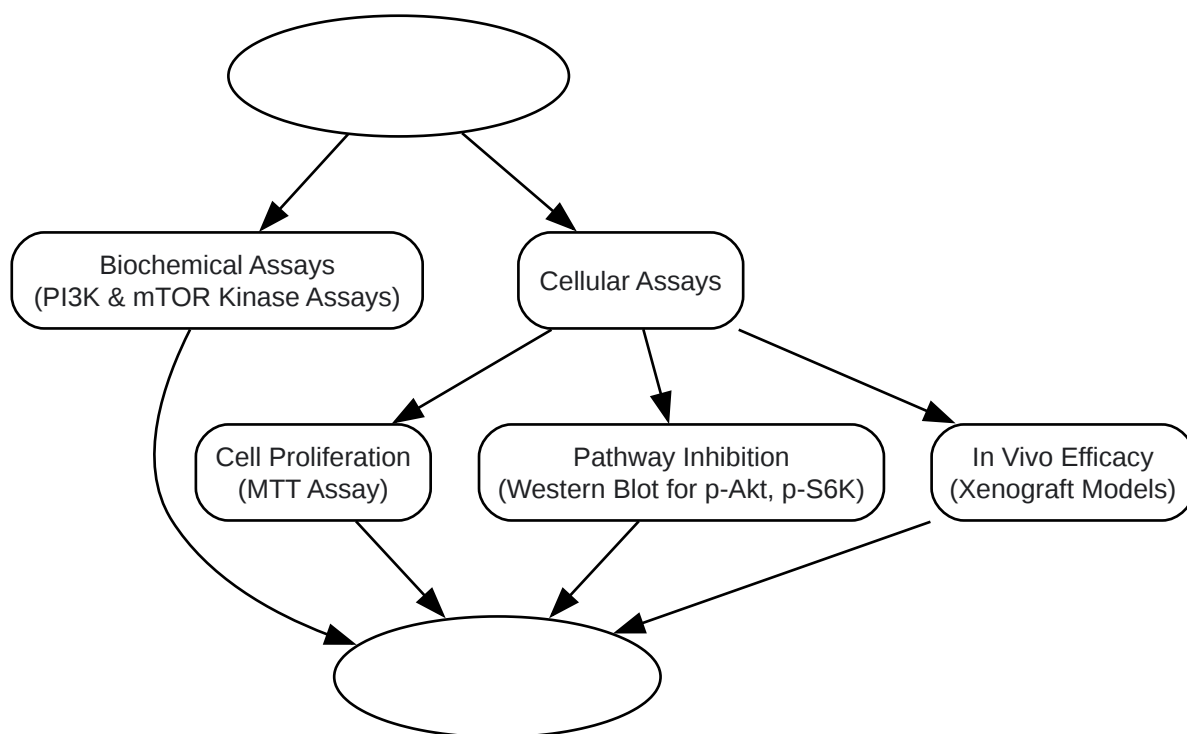 Biochemical Assays
(PI3K & mTOR Kinase Assays)
Cellular Assays
Cell Proliferation
(MTT Assay)
Pathway Inhibition
(Western Blot for p-Akt, p-S6K)
In Vivo Efficacy
(Xenograft Models)